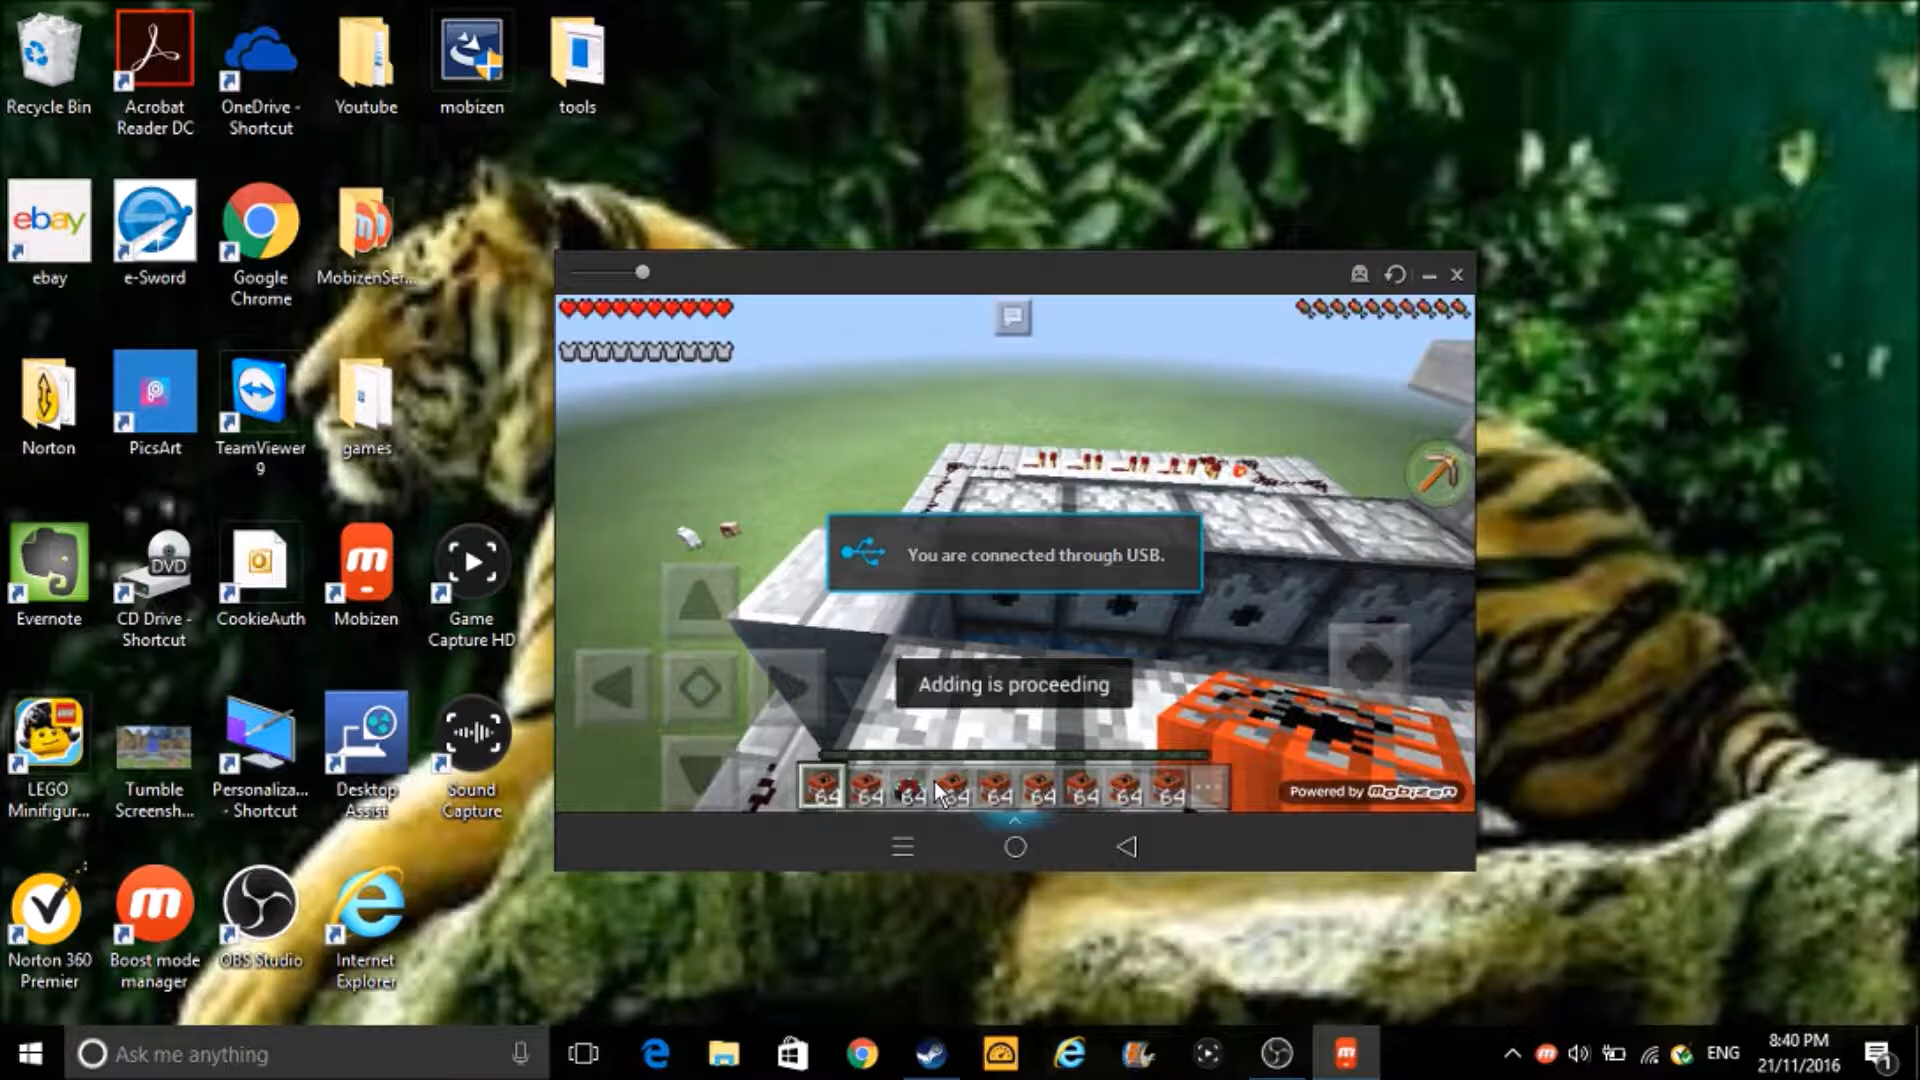 Recycle Bin
Acrobat
Reader DC
OneDrive -
Shortcut
Youtube
mobizen
tools
ebay
ebay
e-Sword
Google
Chrome
MobizenSer...
Norton
PicsArt
TeamViewer
9
games
Evernote
DVD
CD Drive -
Shortcut
CookieAuth
Mobizen
Game
Capture HD
LEGO
Minifigur...
Tumble
Screensh...
Personaliza...
- Shortcut
Desktop
Assist
Sound
Capture
Norton 360
Premier
Boost mode
manager
OBS Studio
Internet
Explorer
You are connected through USB.
Adding is proceeding
64 64 64 64 64 64 64 64 64
Powered by mobizen
Ask me anything
ENG
8:40 PM
21/11/2016
1